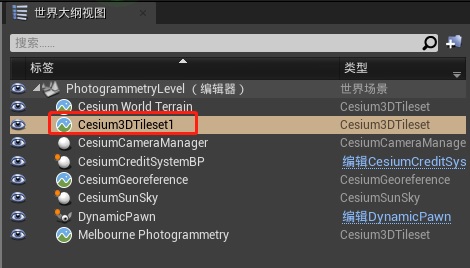 世界大纲视图
搜索......
标签 类型
PhotogrammetryLevel（编辑器） 世界场景
Cesium World Terrain Cesium3DTileset
Cesium3DTileset1 Cesium3DTileset
CesiumCameraManager CesiumCameraManager
CesiumCreditSystemBP 编辑CesiumCreditSys
CesiumGeoreference CesiumGeoreference
CesiumSunSky CesiumSunSky
DynamicPawn 编辑DynamicPawn
Melbourne Photogrammetry Cesium3DTileset